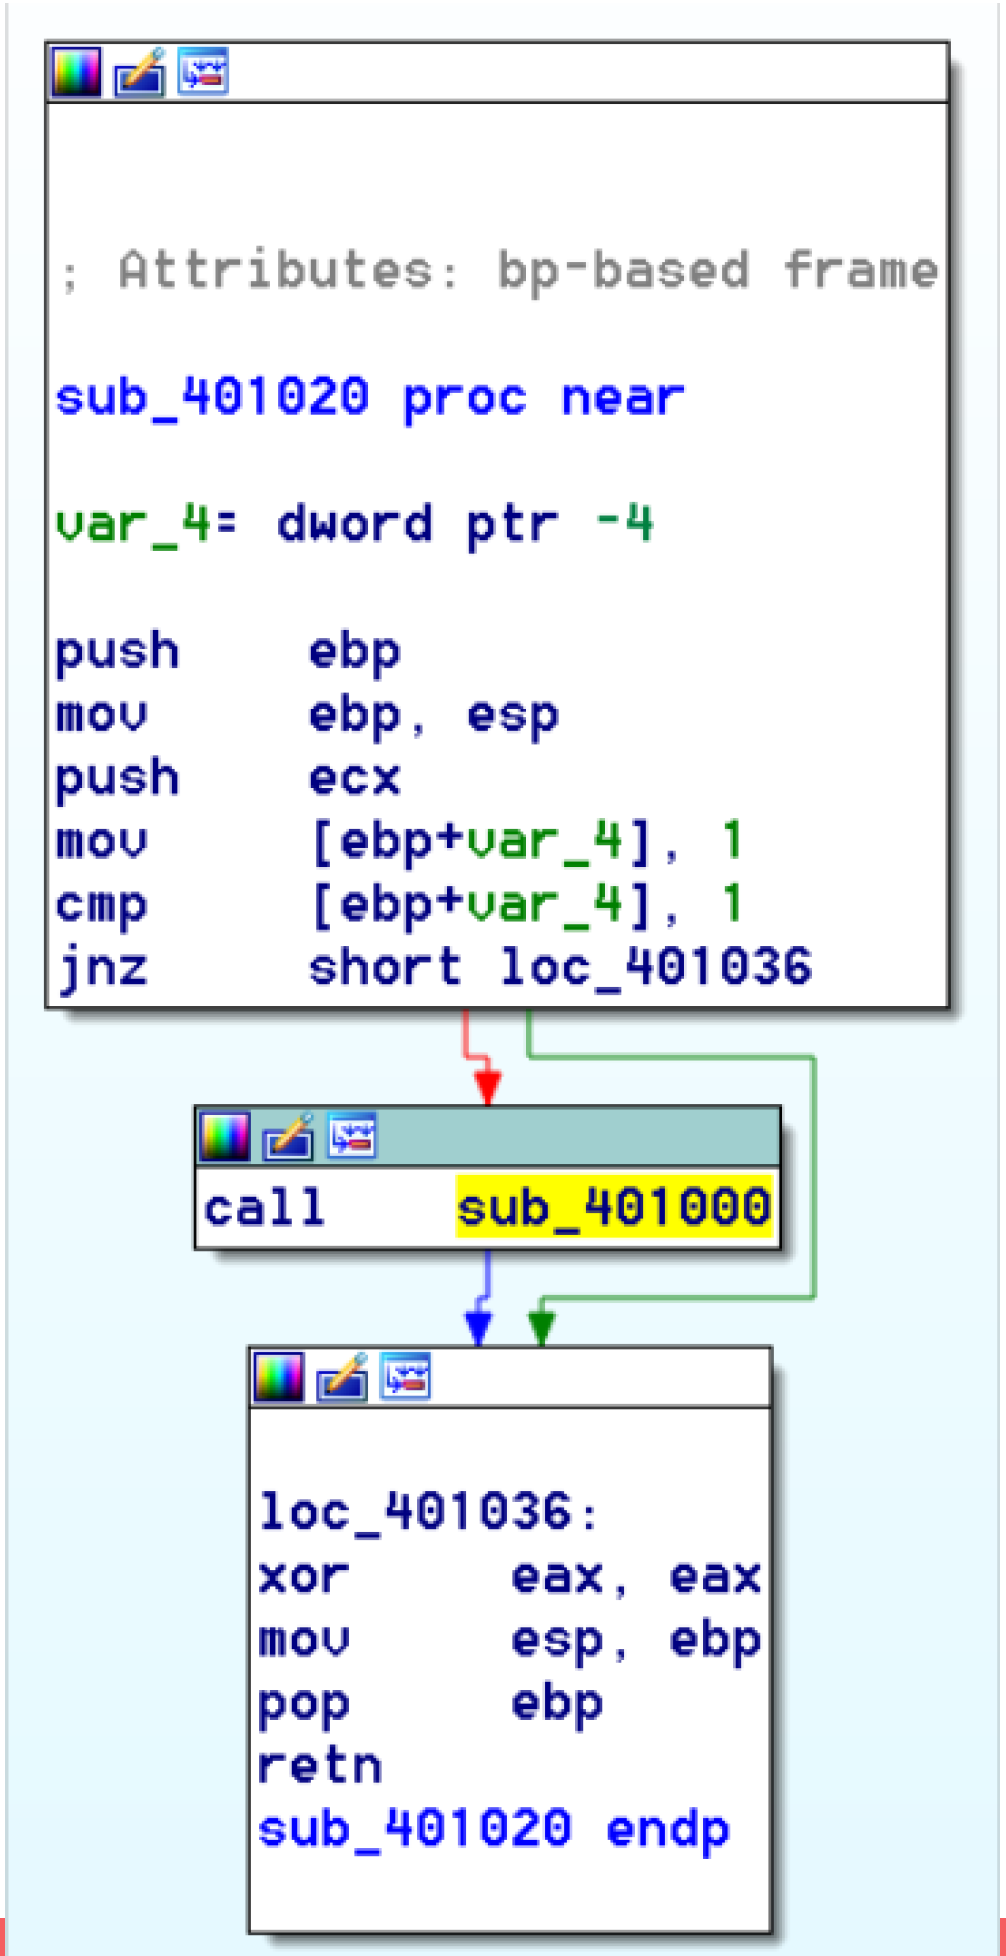 ; Attributes: bp-based frame
sub_401020 proc near
var_4= dword ptr -4
push ebp
mov ebp, esp
push ecx
mov [ebp+var_4], 1
cmp [ebp+var_4], 1
jnz short loc_401036
call sub_401000
loc_401036:
xor eax, eax
mov esp, ebp
pop ebp
retn
sub_401020 endp